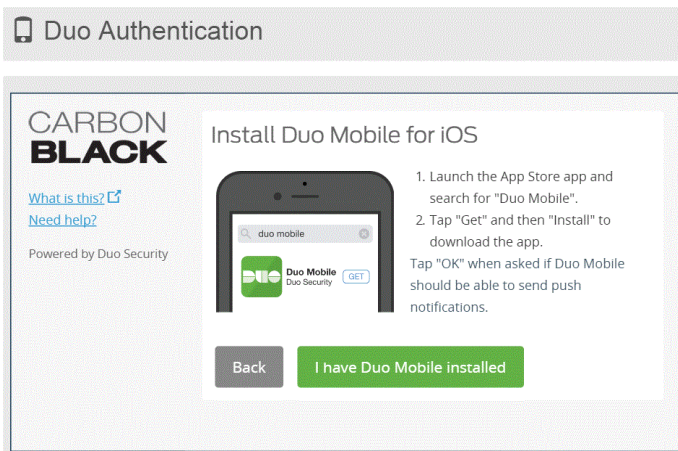 Duo Authentication
CARBON
BLACK
What is this?
Need help?
Powered by Duo Security
Install Duo Mobile for iOS
duo mobile
DUO
Duo Mobile
Duo Security
GET
1. Launch the App Store app and
search for "Duo Mobile".
2. Tap "Get" and then "Install" to
download the app.
Tap "OK" when asked if Duo Mobile
should be able to send push
notifications.
Back
I have Duo Mobile installed